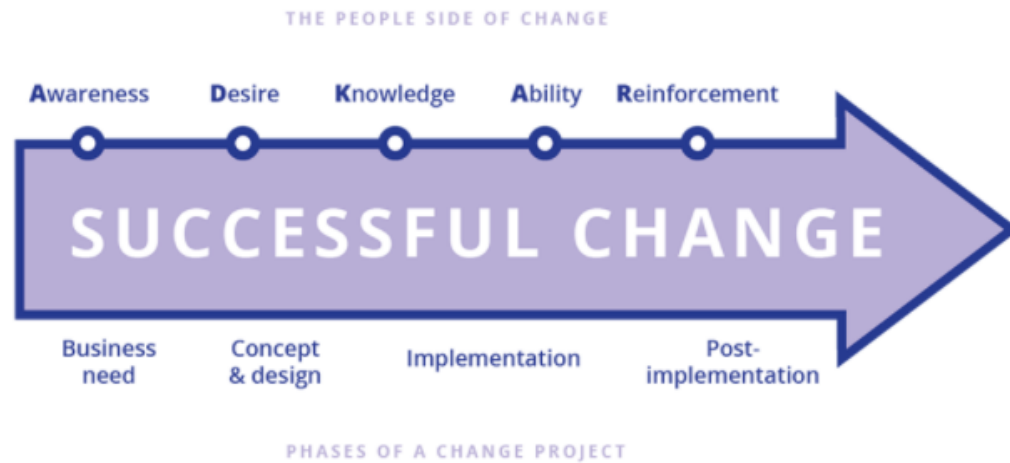 THE PEOPLE SIDE OF CHANGE
Awareness Desire Knowledge Ability Reinforcement
SUCCESSFUL CHANGE
Business need
Concept & design
Implementation
Post-implementation
PHASES OF A CHANGE PROJECT